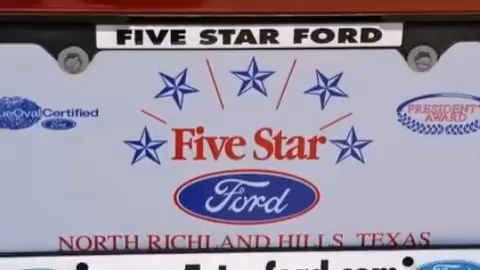 FIVE STAR FORD
Certified
PRESIDENT'S
AWARD
Five Star
Ford
NORTH RICHLAND HILLS, TEXAS